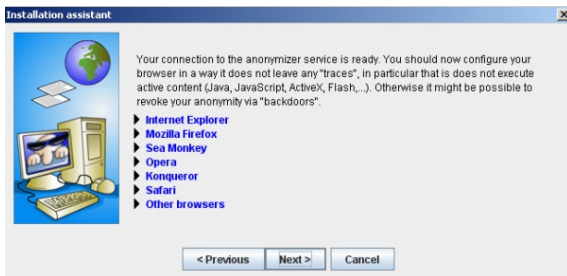 Installation assistant
Your connection to the anonymizer service is ready. You should now configure your
browser in a way it does not leave any "traces", in particular that is does not execute
active content (Java, JavaScript, ActiveX, Flash,...). Otherwise it might be possible to
revoke your anonymity via "backdoors".
Internet Explorer
Mozilla Firefox
Sea Monkey
Opera
Konqueror
Safari
Other browsers
< Previous Next > Cancel